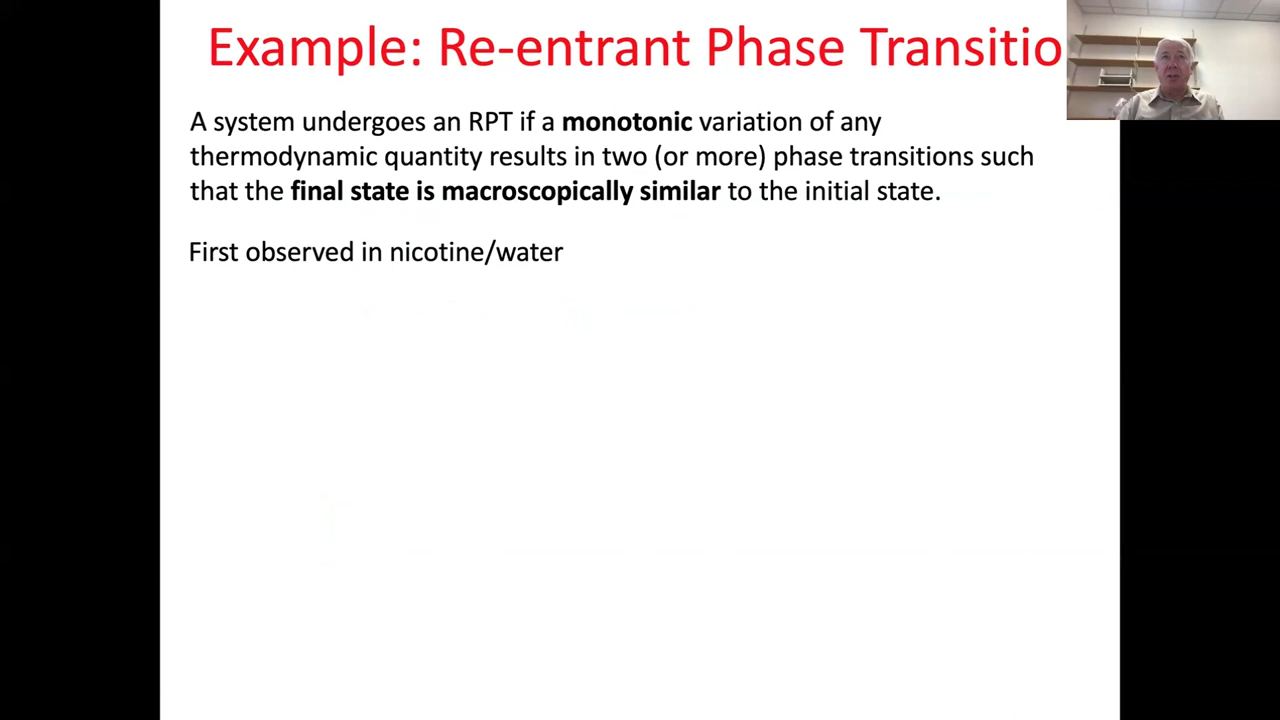 Example: Re-entrant Phase Transitio
A system undergoes an RPT if a monotonic variation of any
thermodynamic quantity results in two (or more) phase transitions such
that the final state is macroscopically similar to the initial state.
First observed in nicotine/water